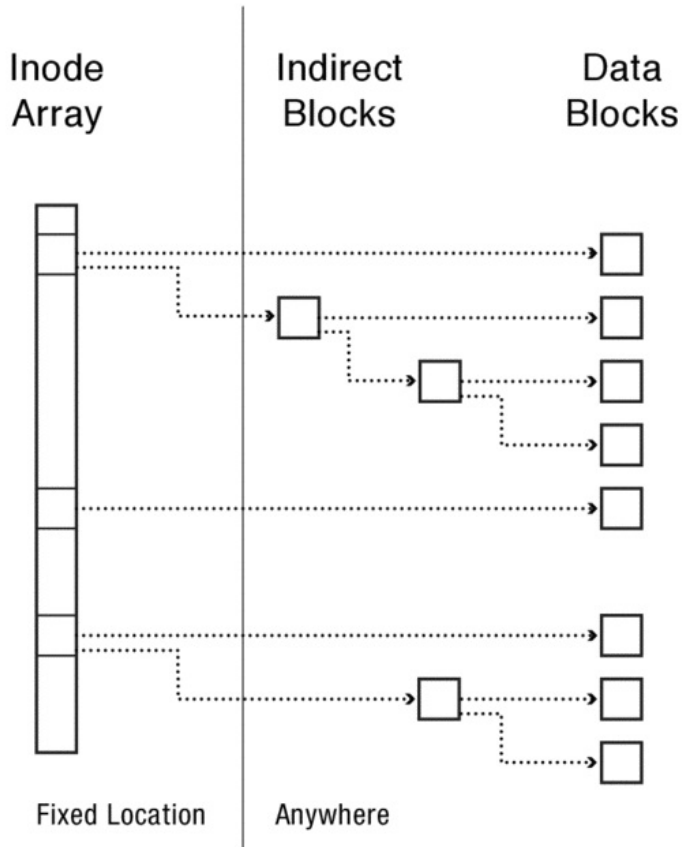 Inode
Array
Indirect
Blocks
Data
Blocks
Fixed Location
Anywhere